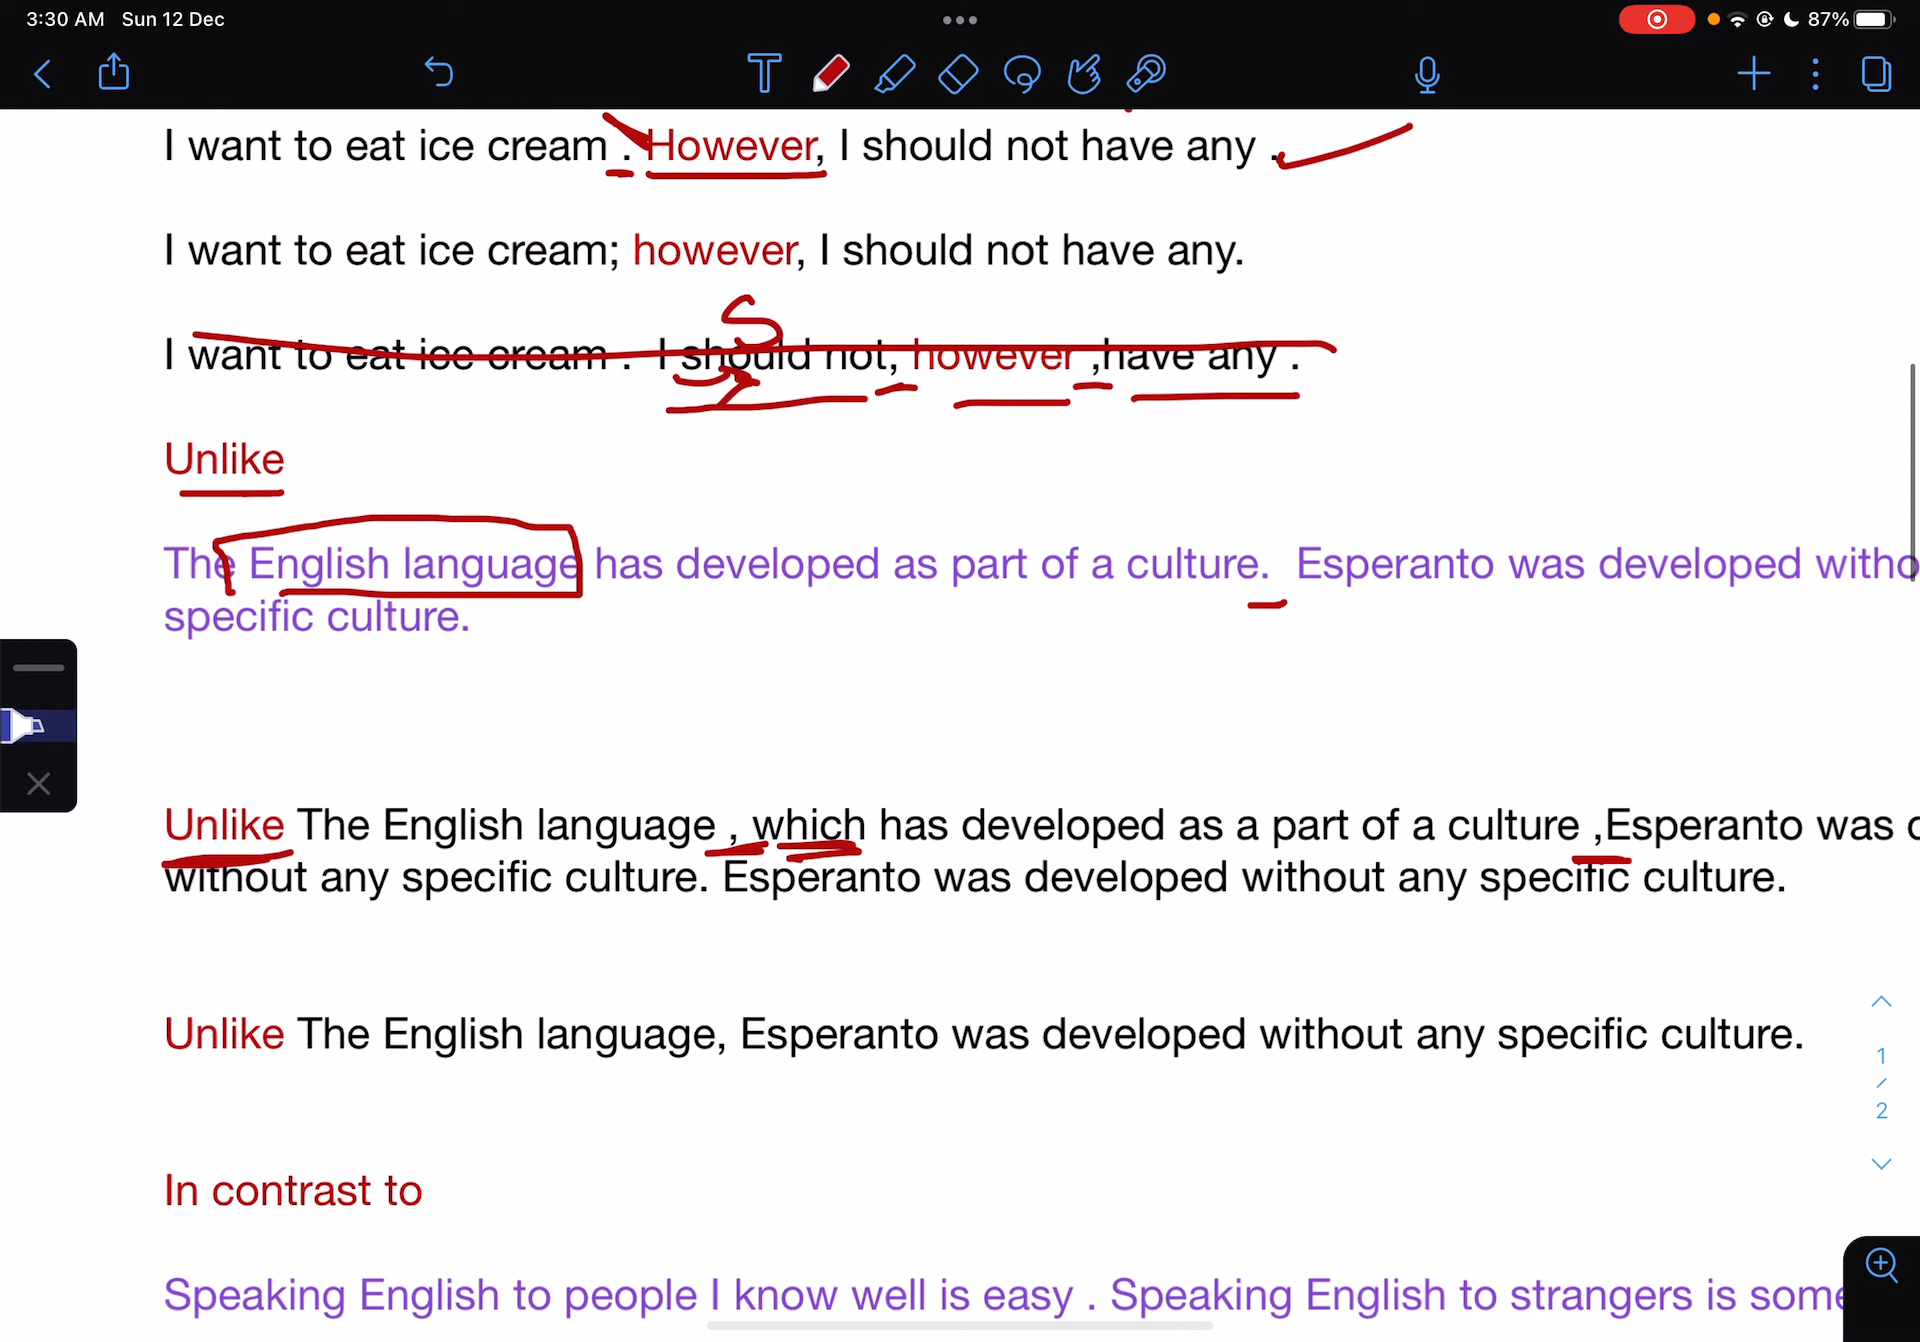 3:30 AM Sun 12 Dec
87%
I want to eat ice cream . However, I should not have any .
I want to eat ice cream; however, I should not have any.
S
I want to eat ice cream . I should not, however ,have any .
Unlike
The English language has developed as part of a culture. Esperanto was developed
specific culture.
Unlike The English language , which has developed as a part of a culture ,Esperanto was
without any specific culture. Esperanto was developed without any specific culture.
Unlike The English language, Esperanto was developed without any specific culture.
1
/
2
In contrast to
Speaking English to people I know well is easy . Speaking English to strangers is